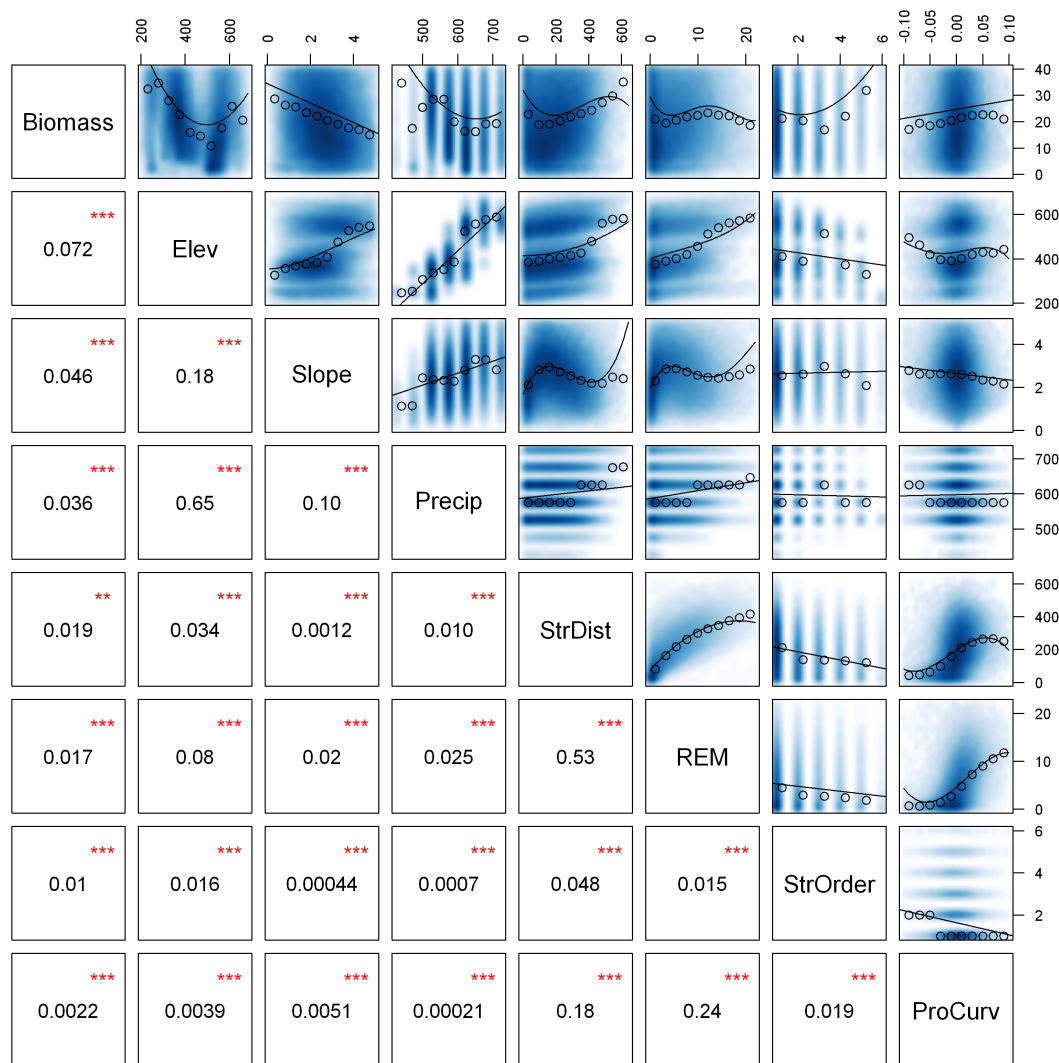 200 400 600 0 2 4 500 600 700 0 100 200 300 400 500 600 0 10 20 2 4 6 -0.10 -0.05 0.00 0.05 0.10
Biomass 0 10 20 30 40
*** 
0.072 Elev 200 400 600
*** ***
0.046 0.18 Slope 0 2 4
*** *** ***
0.036 0.65 0.10 Precip 500 600 700
** *** ** ***
0.019 0.034 0.0012 0.010 StrDist 0 200 400 600
*** *** *** *** ***
0.017 0.08 0.02 0.025 0.53 REM 0 10 20
*** *** *** *** *** ***
0.01 0.016 0.00044 0.0007 0.048 0.015 StrOrder 2 4 6
*** *** *** *** *** *** ***
0.0022 0.0039 0.0051 0.00021 0.18 0.24 0.019 ProCurv